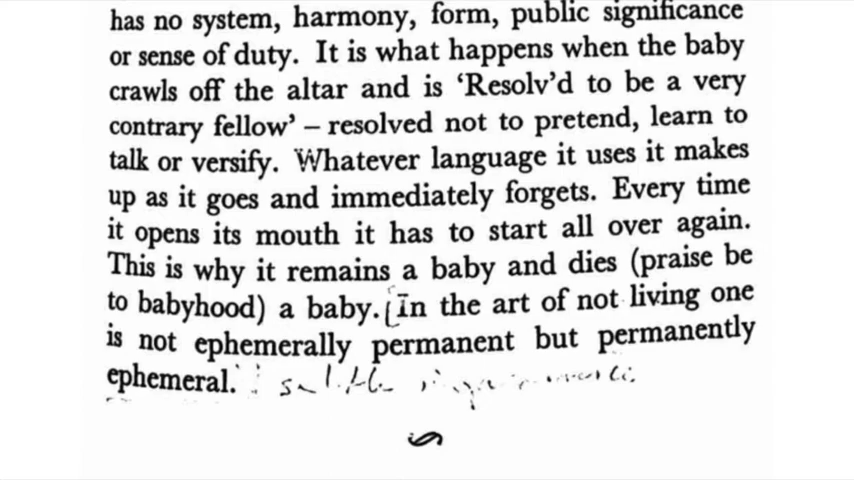 has no system, harmony, form, public significance
or sense of duty. It is what happens when the baby
crawls off the altar and is ‘Resolv’d to be a very
contrary fellow’ – resolved not to pretend, learn to
talk or versify. Whatever language it uses it makes
up as it goes and immediately forgets. Every time
it opens its mouth it has to start all over again.
This is why it remains a baby and dies (praise be
to babyhood) a baby. [In the art of not living one
is not ephemerally permanent but permanently
ephemeral.